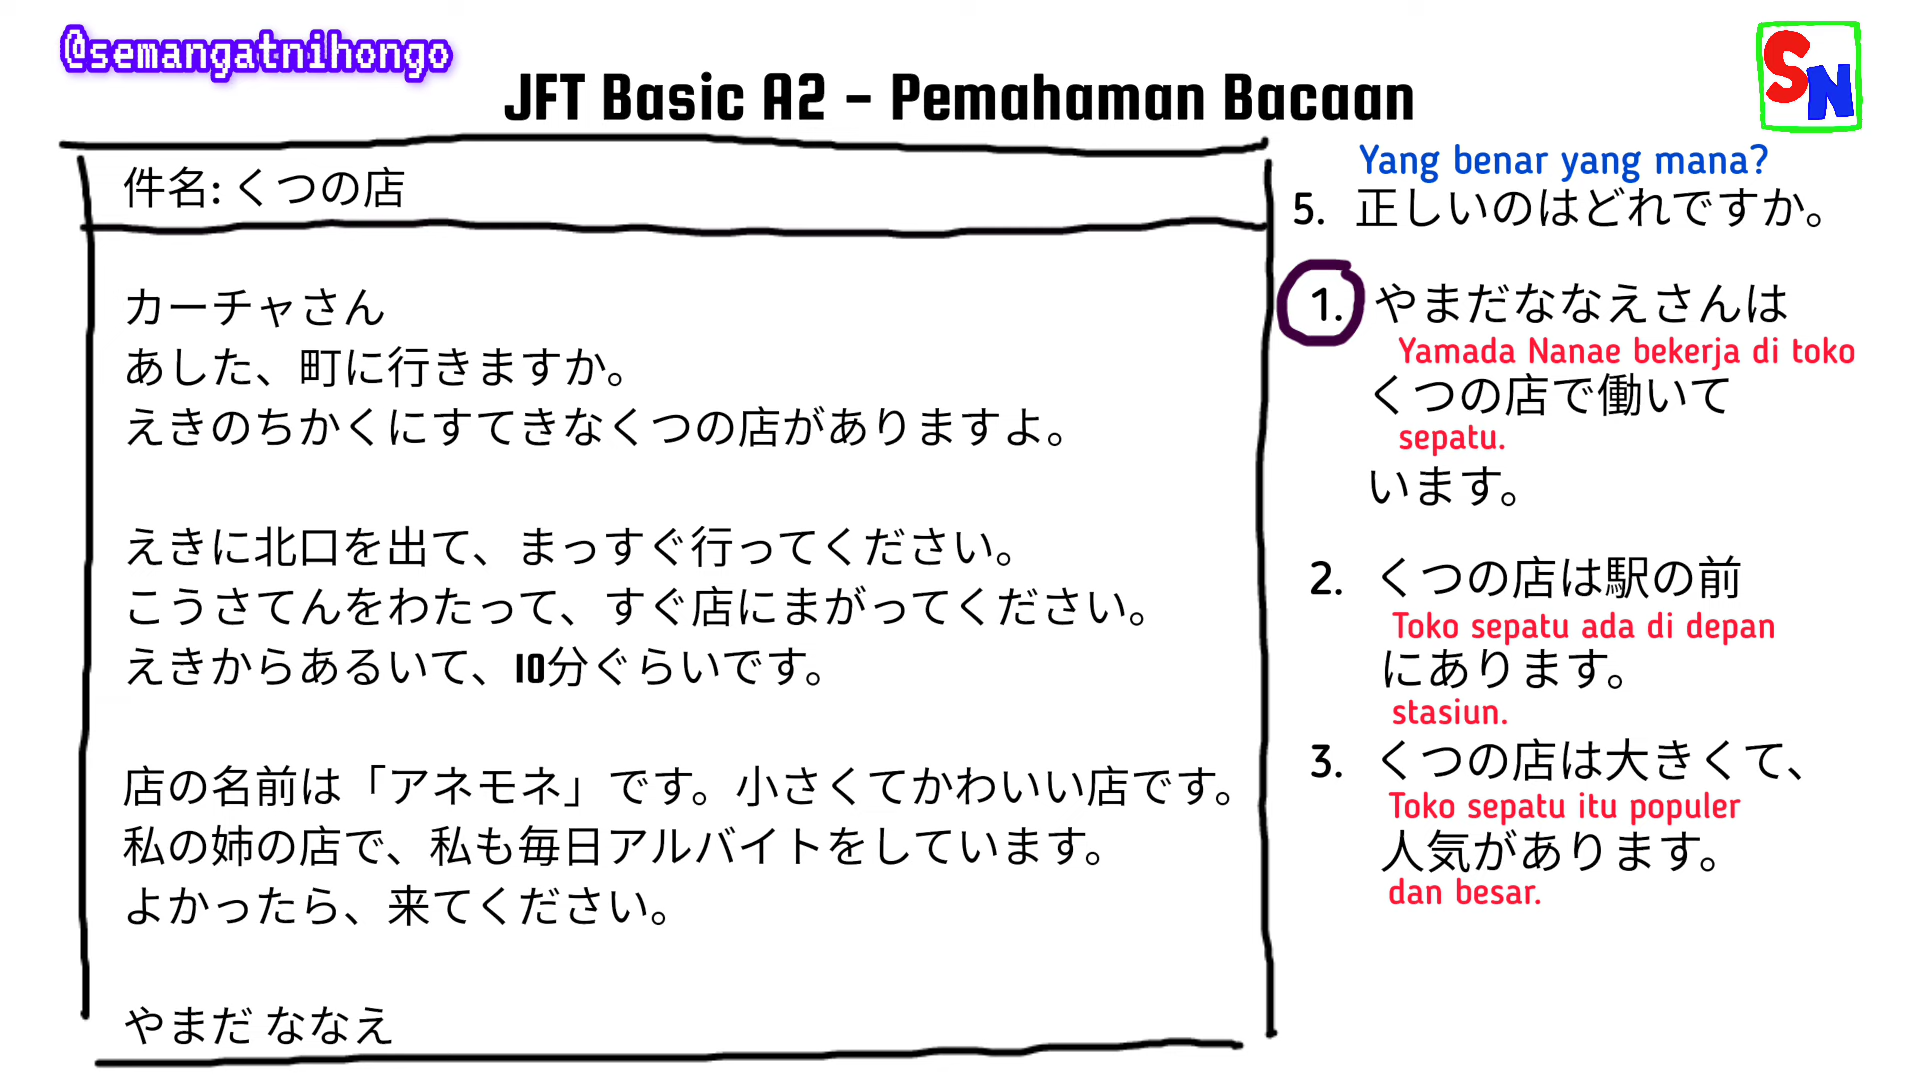 @semangatnihongo
SN
JFT Basic A2 - Pemahaman Bacaan
件名: くつの店
カーチャさん
あした、町に行きますか。
えきのちかくにすてきなくつの店がありますよ。
えきに北口を出て、まっすぐ行ってください。
こうさてんをわたって、すぐ店にまがってください。
えきからあるいて、10分ぐらいです。
店の名前は「アネモネ」です。小さくてかわいい店です。
私の姉の店で、私も毎日アルバイトをしています。
よかったら、来てください。
やまだ ななえ
Yang benar yang mana?
5. 正しいのはどれですか。
1. やまだななえさんは
Yamada Nanae bekerja di toko
くつの店で働いて
sepatu.
います。
2. くつの店は駅の前
Toko sepatu ada di depan
にあります。
stasiun.
3. くつの店は大きくて、
Toko sepatu itu populer
人気があります。
dan besar.